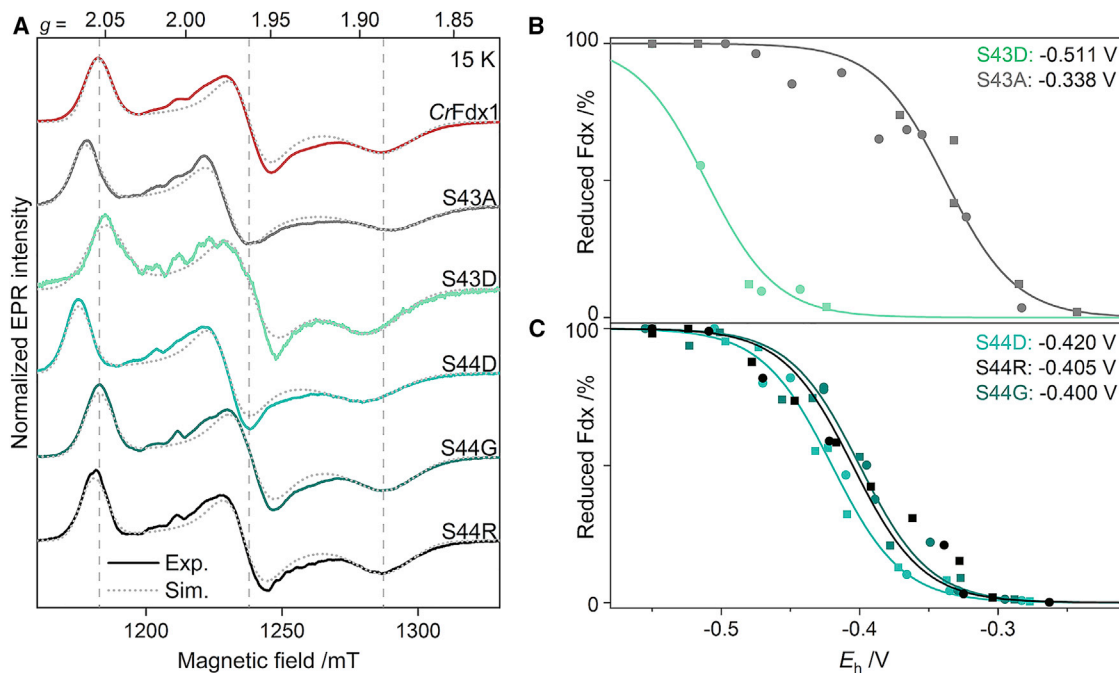 A
g = 2.05 2.00 1.95 1.90 1.85
15 K
CrFdx1
S43A
S43D
S44D
S44G
S44R
Exp.
Sim.
Normalized EPR intensity
1200 1250 1300
Magnetic field /mT
B
100
S43D: -0.511 V
S43A: -0.338 V
Reduced Fdx /%
0
C
100
S44D: -0.420 V
S44R: -0.405 V
S44G: -0.400 V
Reduced Fdx /%
0
-0.5 -0.4 -0.3
Eh /V